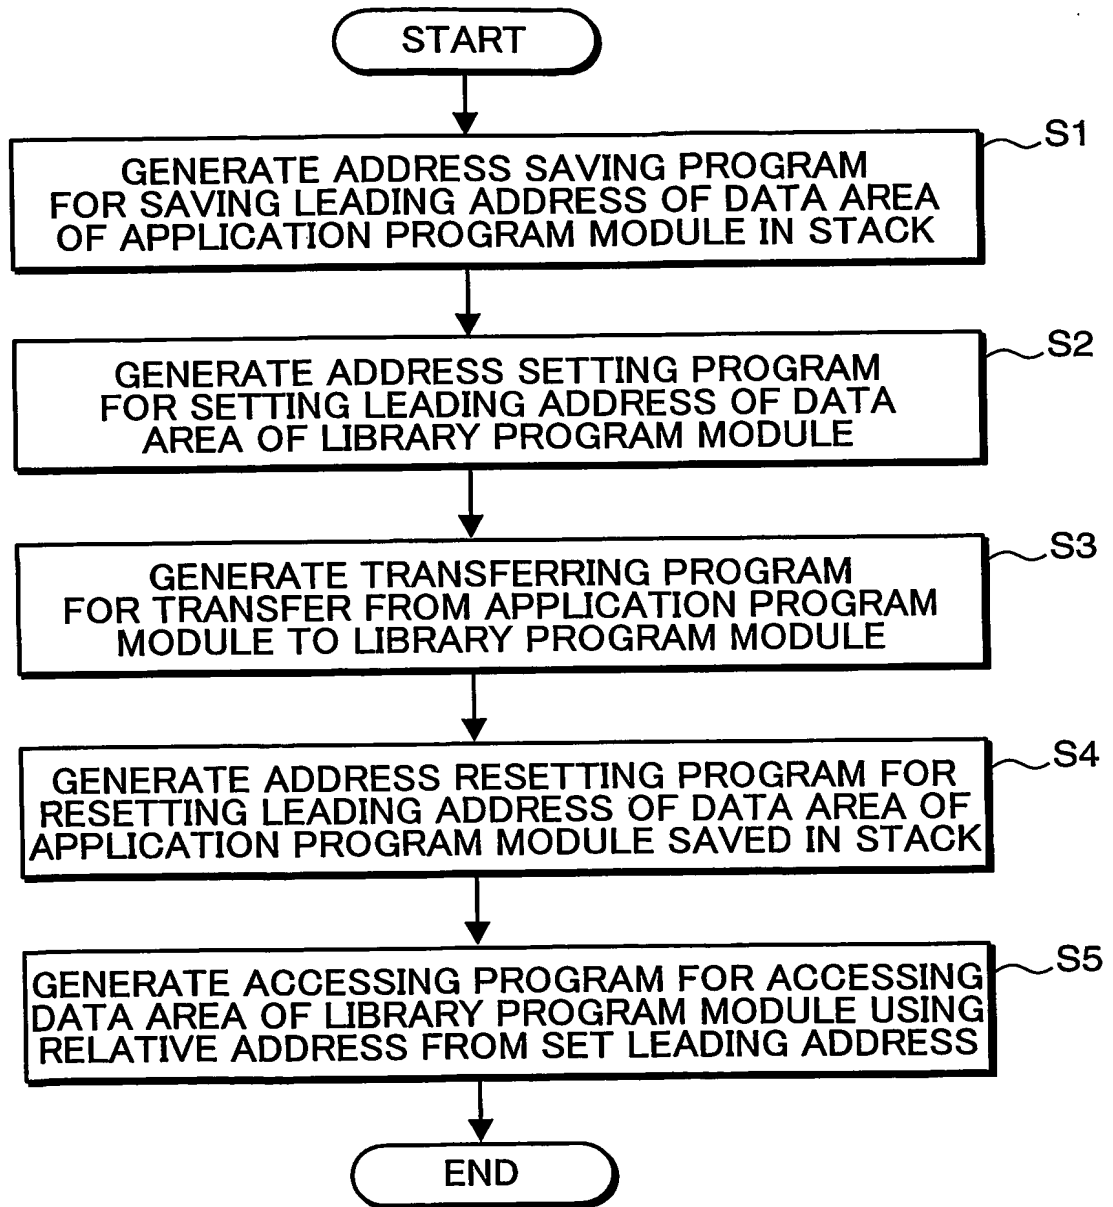 START
S1
GENERATE ADDRESS SAVING PROGRAM
FOR SAVING LEADING ADDRESS OF DATA AREA
OF APPLICATION PROGRAM MODULE IN STACK
S2
GENERATE ADDRESS SETTING PROGRAM
FOR SETTING LEADING ADDRESS OF DATA
AREA OF LIBRARY PROGRAM MODULE
S3
GENERATE TRANSFERRING PROGRAM
FOR TRANSFER FROM APPLICATION PROGRAM
MODULE TO LIBRARY PROGRAM MODULE
S4
GENERATE ADDRESS RESETTING PROGRAM FOR
RESETTING LEADING ADDRESS OF DATA AREA OF
APPLICATION PROGRAM MODULE SAVED IN STACK
S5
GENERATE ACCESSING PROGRAM FOR ACCESSING
DATA AREA OF LIBRARY PROGRAM MODULE USING
RELATIVE ADDRESS FROM SET LEADING ADDRESS
END